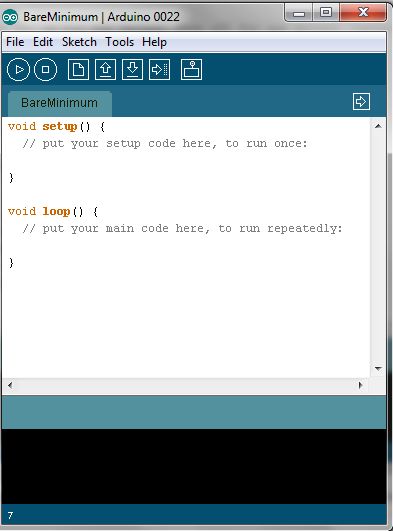 BareMinimum | Arduino 0022
File Edit Sketch Tools Help
BareMinimum
void setup() {
  // put your setup code here, to run once:
}
void loop() {
  // put your main code here, to run repeatedly:
}
7